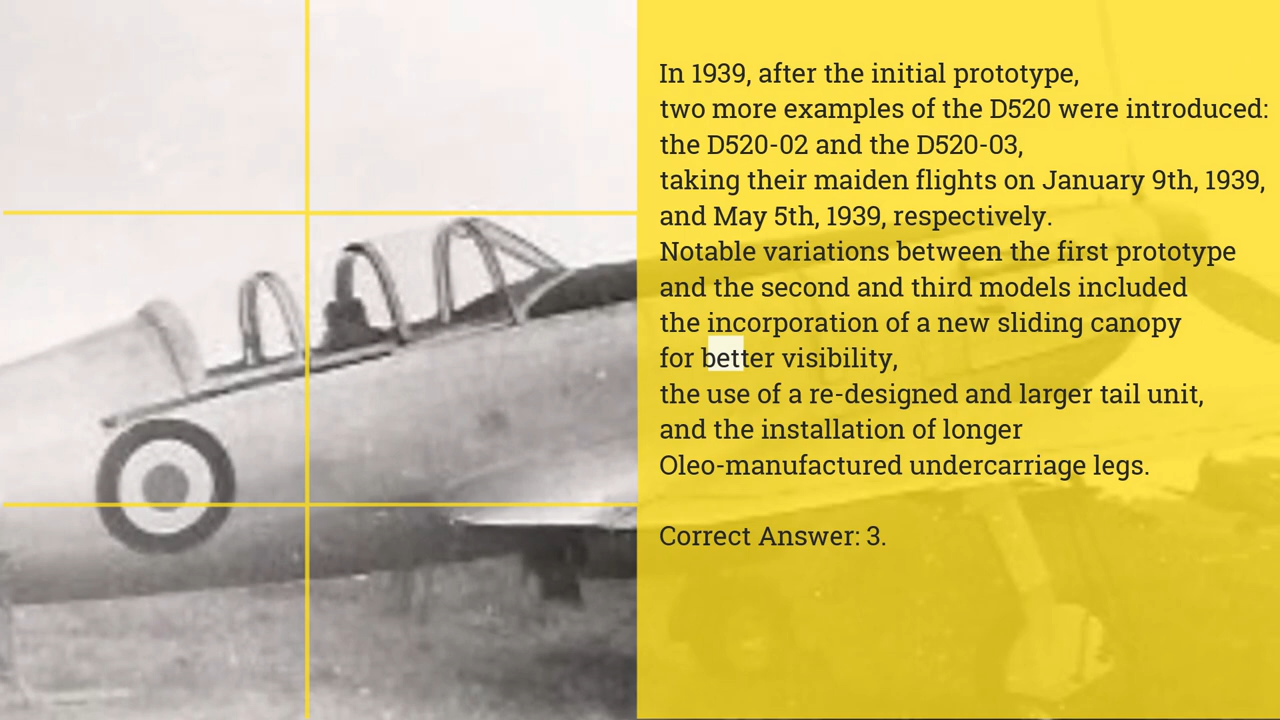 In 1939, after the initial prototype,
two more examples of the D520 were introduced:
the D520-02 and the D520-03,
taking their maiden flights on January 9th, 1939,
and May 5th, 1939, respectively.
Notable variations between the first prototype
and the second and third models included
the incorporation of a new sliding canopy
for better visibility,
the use of a re-designed and larger tail unit,
and the installation of longer
Oleo-manufactured undercarriage legs.
Correct Answer: 3.